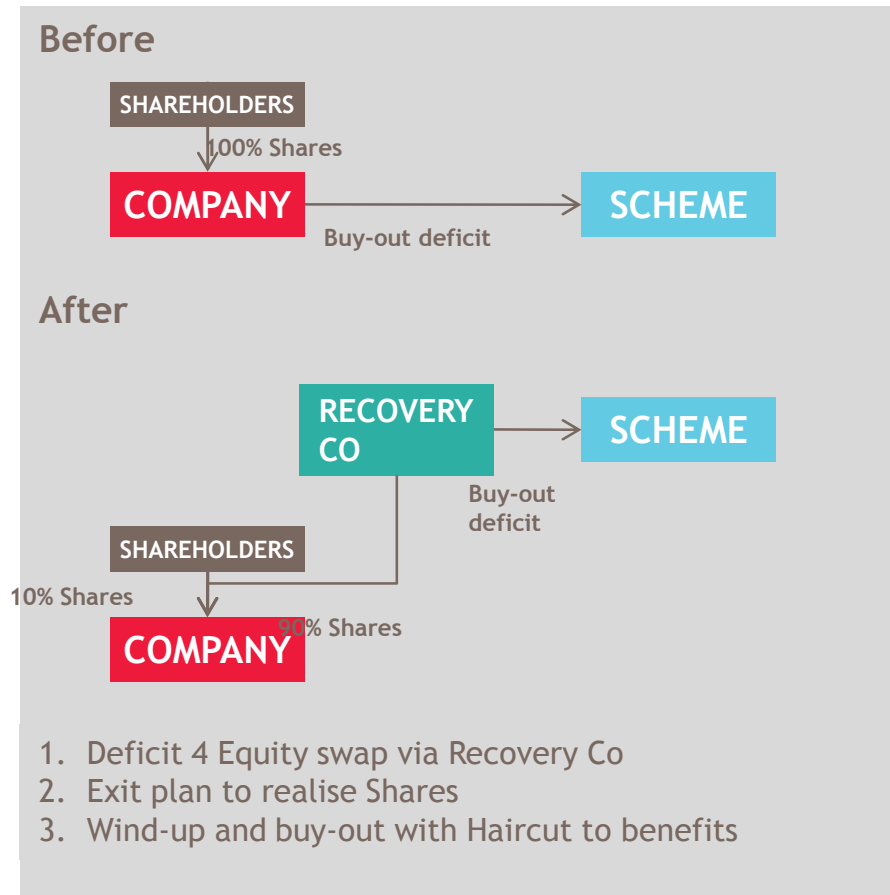 Before
SHAREHOLDERS
100% Shares
COMPANY
SCHEME
Buy-out deficit
After
RECOVERY
CO
SCHEME
Buy-out
deficit
SHAREHOLDERS
10% Shares
90% Shares
COMPANY
1. Deficit 4 Equity swap via Recovery Co
2. Exit plan to realise Shares
3. Wind-up and buy-out with Haircut to benefits